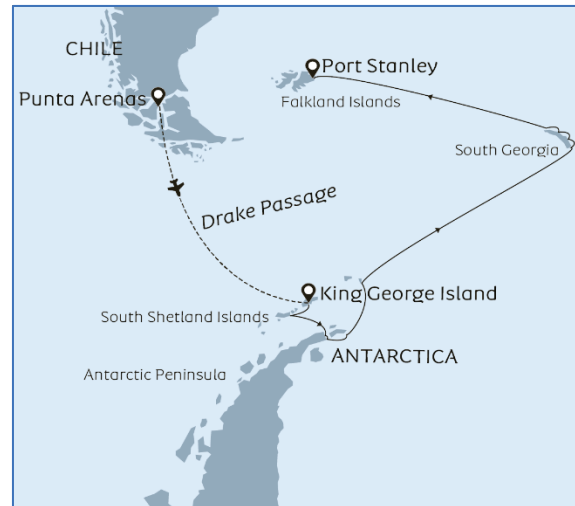 CHILE
Port Stanley
Punta Arenas
Falkland Islands
South Georgia
Drake Passage
King George Island
South Shetland Islands
ANTARCTICA
Antarctic Peninsula